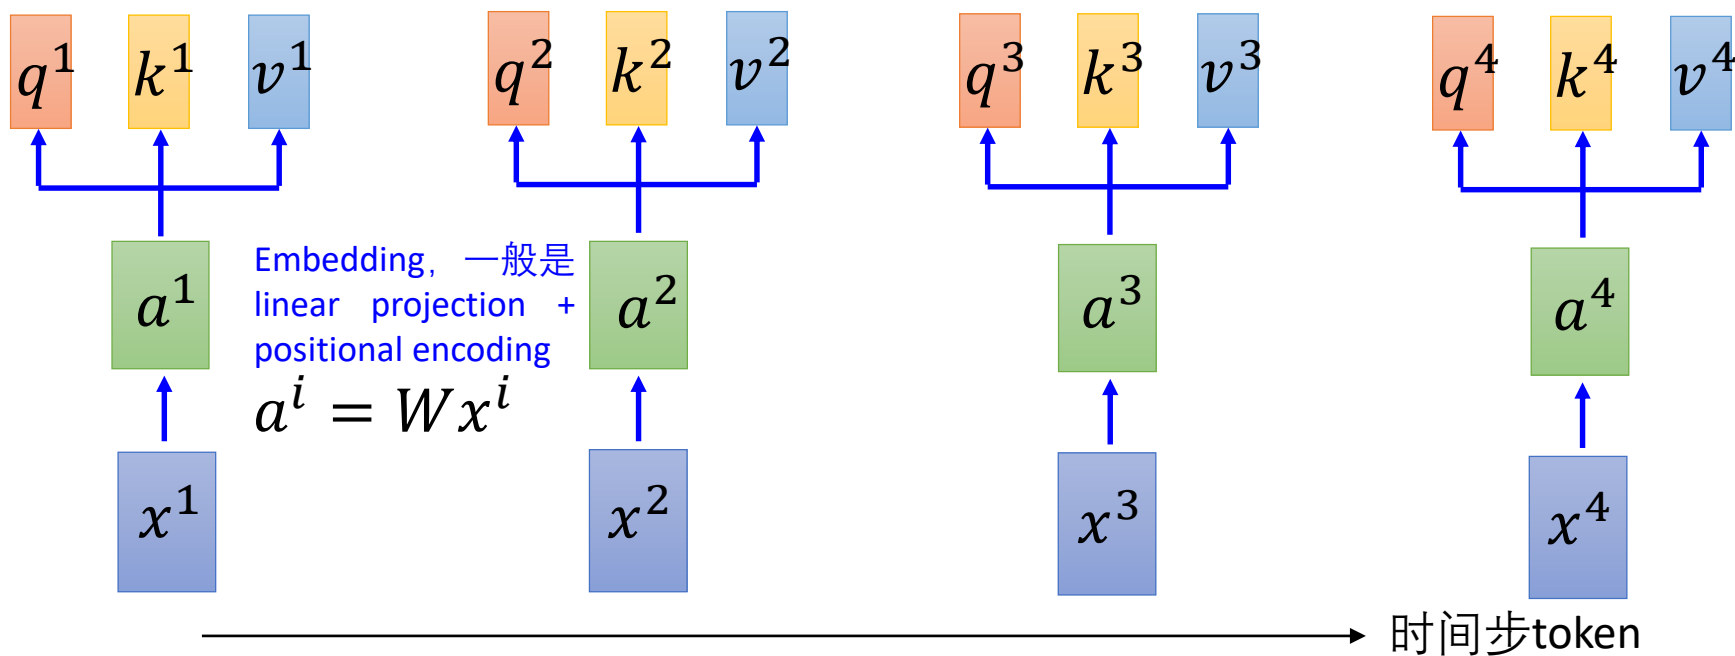 q¹ k¹ v¹ q² k² v² q³ k³ v³ q⁴ k⁴ v⁴
a¹
Embedding, 一般是
linear projection +
positional encoding
aⁱ = Wxⁱ
a² a³ a⁴
x¹ x² x³ x⁴
时间步token